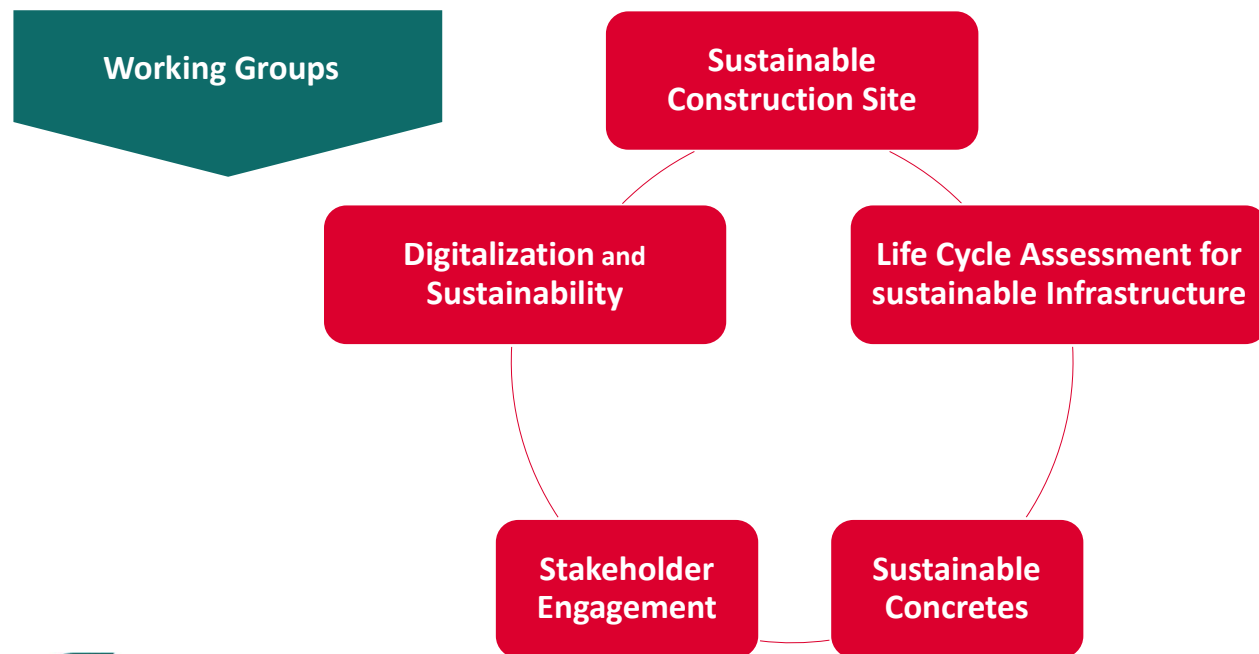 Working Groups
Sustainable
Construction Site
Digitalization and
Sustainability
Life Cycle Assessment for
sustainable Infrastructure
Stakeholder
Engagement
Sustainable
Concretes